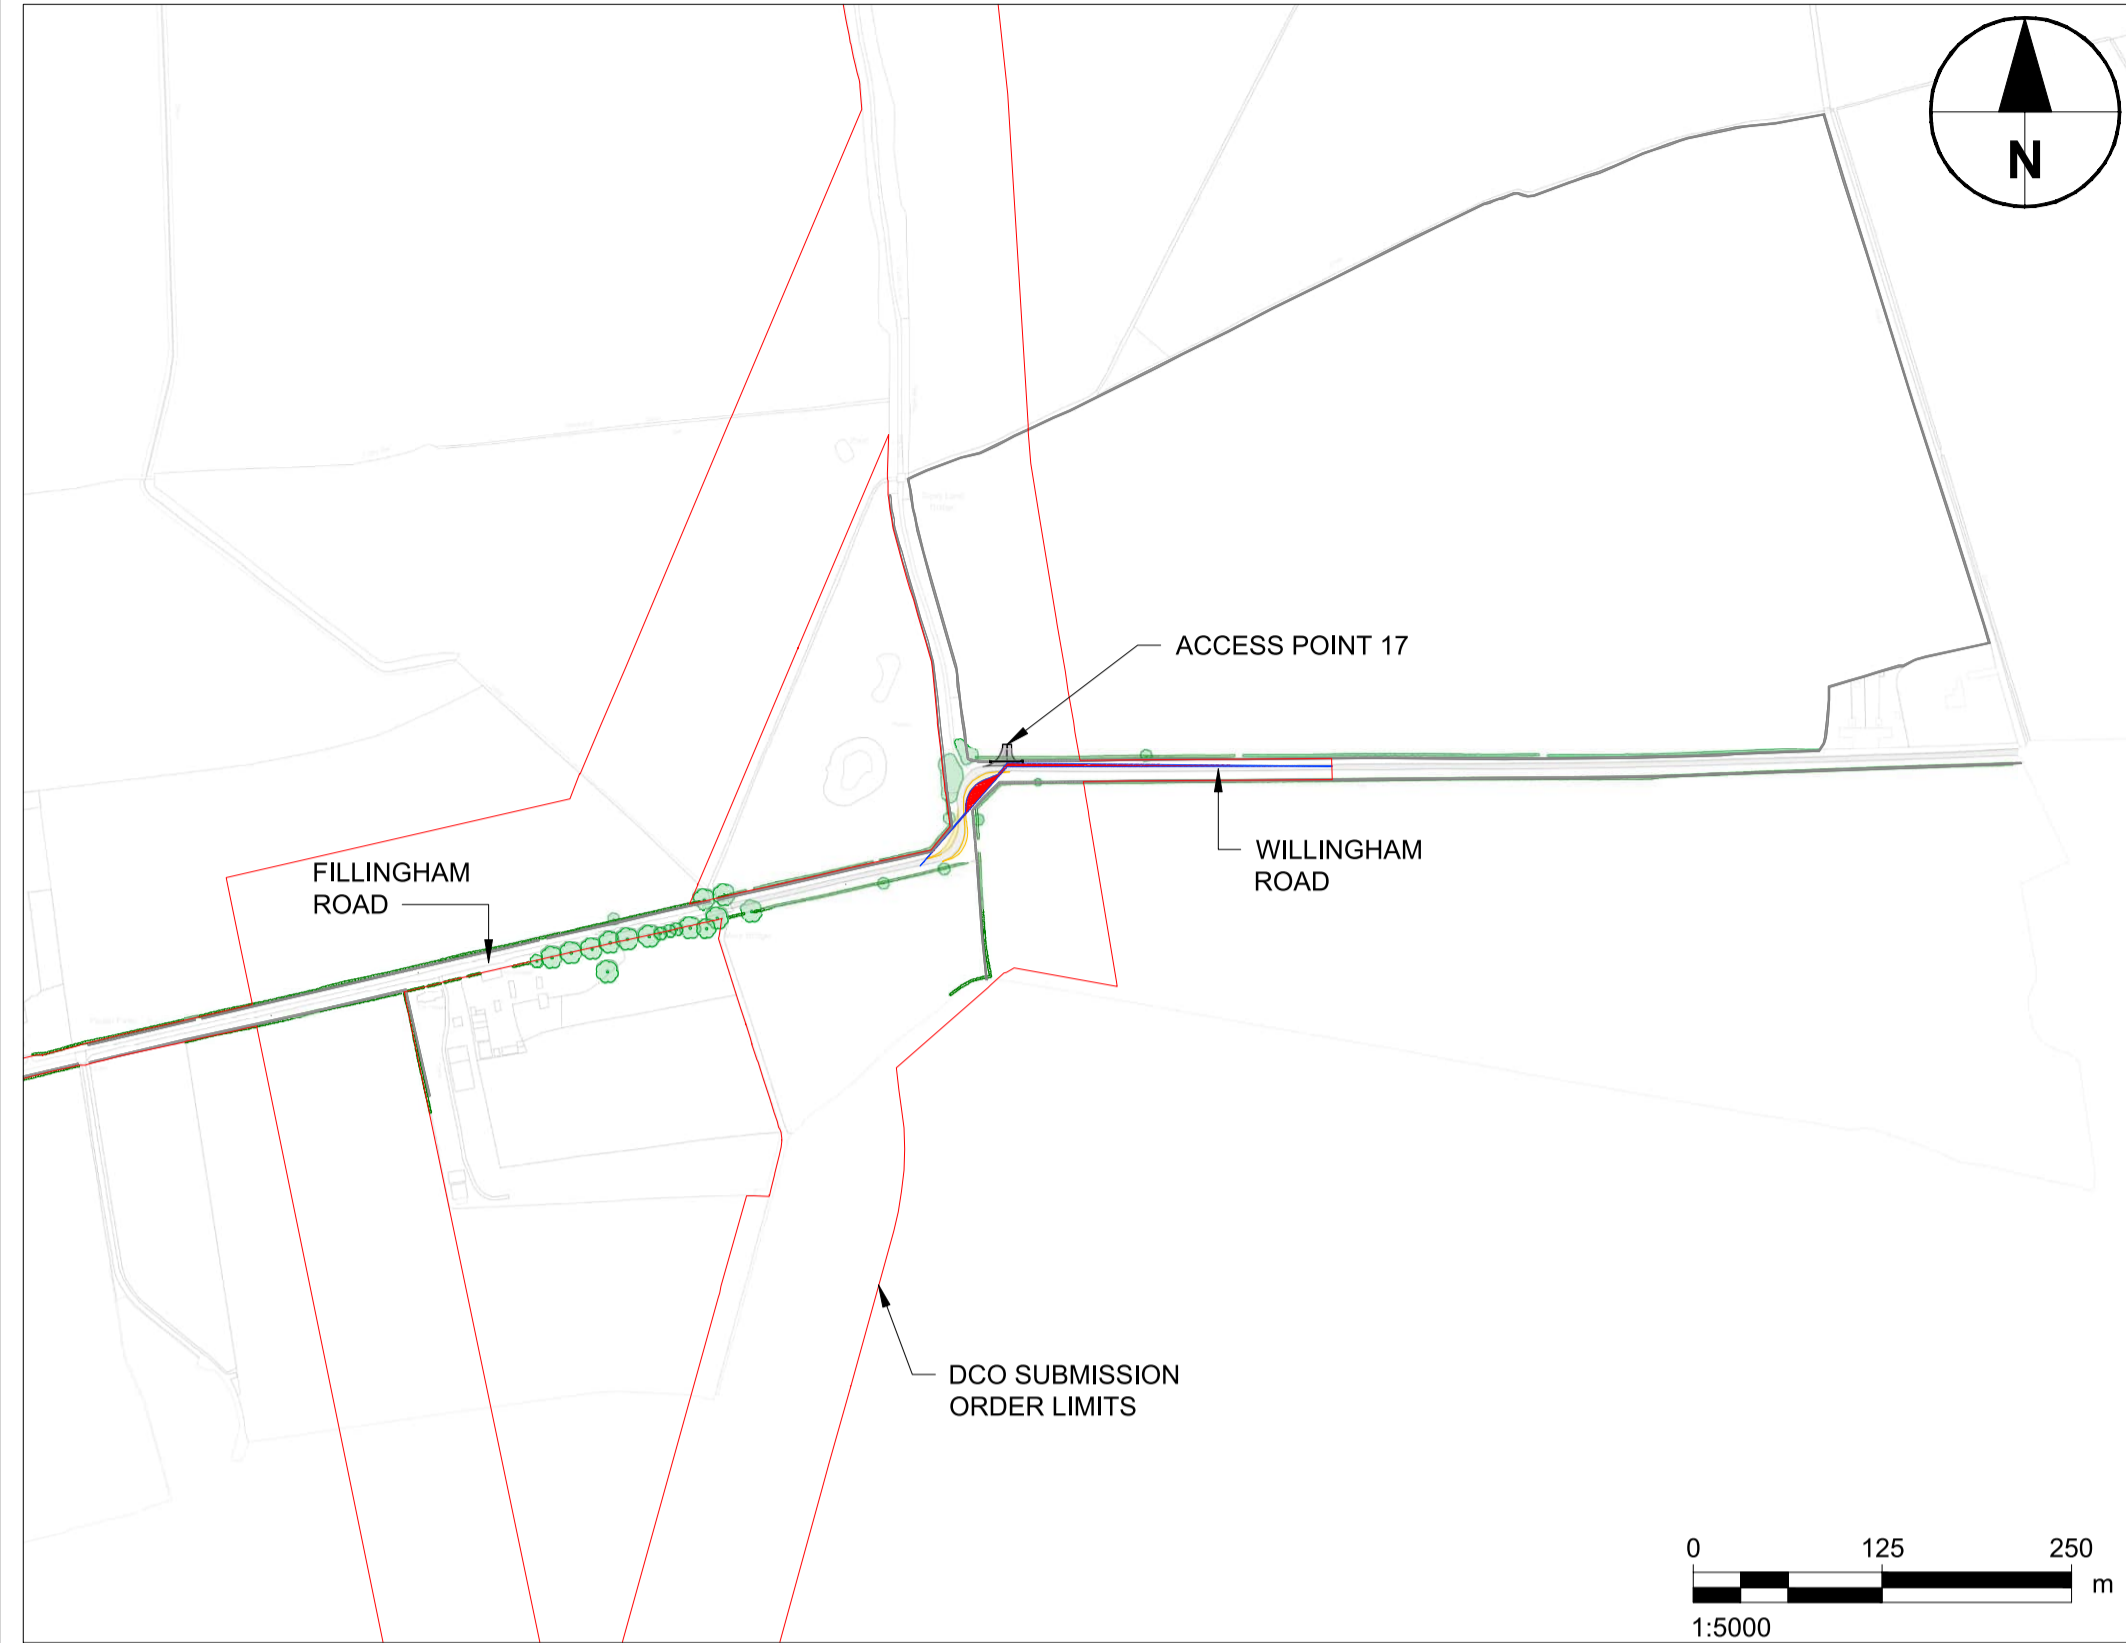 N
ACCESS POINT 17
WILLINGHAM
ROAD
FILLINGHAM
ROAD
DCO SUBMISSION
ORDER LIMITS
0 125 250
m
1:5000